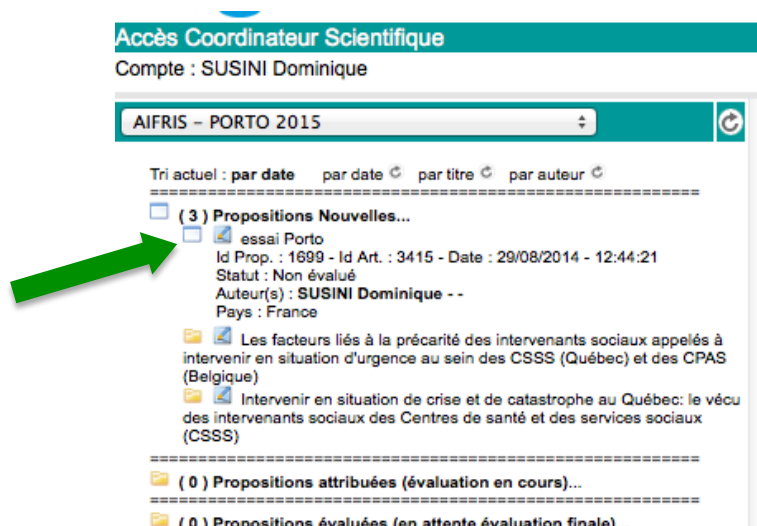 Accès Coordinateur Scientifique
Compte : SUSINI Dominique
AIFRIS – PORTO 2015
Tri actuel : par date par date par titre par auteur
=========================================================
( 3 ) Propositions Nouvelles...
essai Porto
Id Prop. : 1699 - Id Art. : 3415 - Date : 29/08/2014 - 12:44:21
Statut : Non évalué
Auteur(s) : SUSINI Dominique - -
Pays : France
Les facteurs liés à la précarité des intervenants sociaux appelés à
intervenir en situation d'urgence au sein des CSSS (Québec) et des CPAS
(Belgique)
Intervenir en situation de crise et de catastrophe au Québec: le vécu
des intervenants sociaux des Centres de santé et des services sociaux
(CSSS)
=========================================================
( 0 ) Propositions attribuées (évaluation en cours)...
=========================================================
( 0 ) Propositions évaluées (en attente évaluation finale)